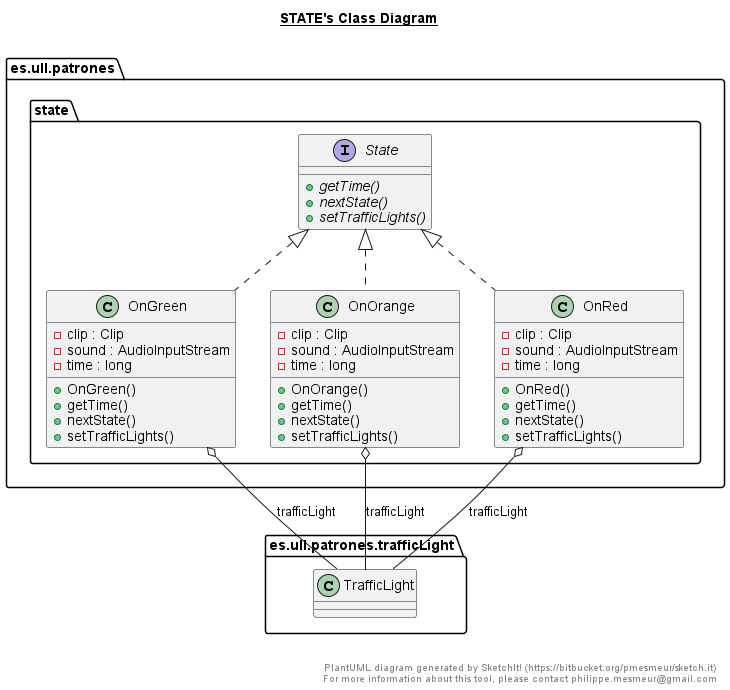 STATE's Class Diagram
es.ull.patrones
state
I State
getTime()
nextState()
setTrafficLights()
C OnGreen
clip : Clip
sound : AudioInputStream
time : long
OnGreen()
getTime()
nextState()
setTrafficLights()
C OnOrange
clip : Clip
sound : AudioInputStream
time : long
OnOrange()
getTime()
nextState()
setTrafficLights()
C OnRed
clip : Clip
sound : AudioInputStream
time : long
OnRed()
getTime()
nextState()
setTrafficLights()
trafficLight
trafficLight
trafficLight
es.ull.patrones.trafficLight
C TrafficLight
PlantUML diagram generated by SketchIt! (https://bitbucket.org/pmesmeur/sketch.it)
For more information about this tool, please contact philippe.mesmeur@gmail.com